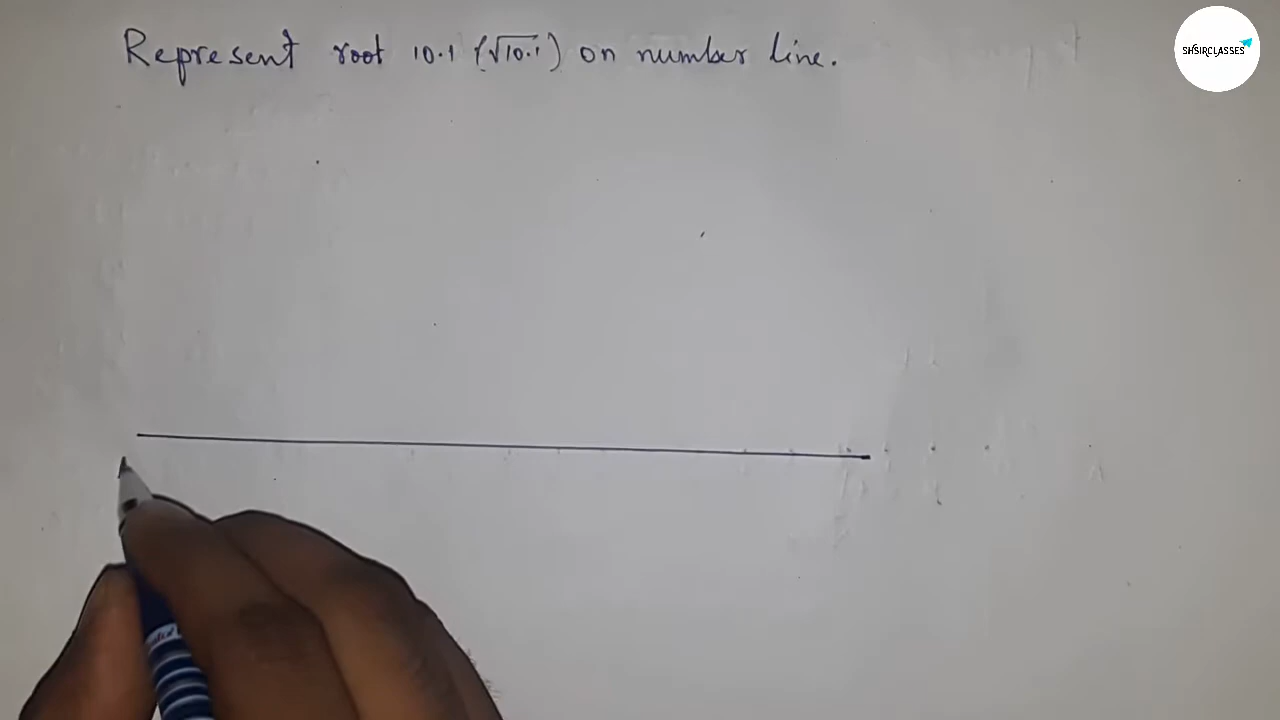 Represent root 10.1 (√10.1) on number line.
SHSIRCLASSES